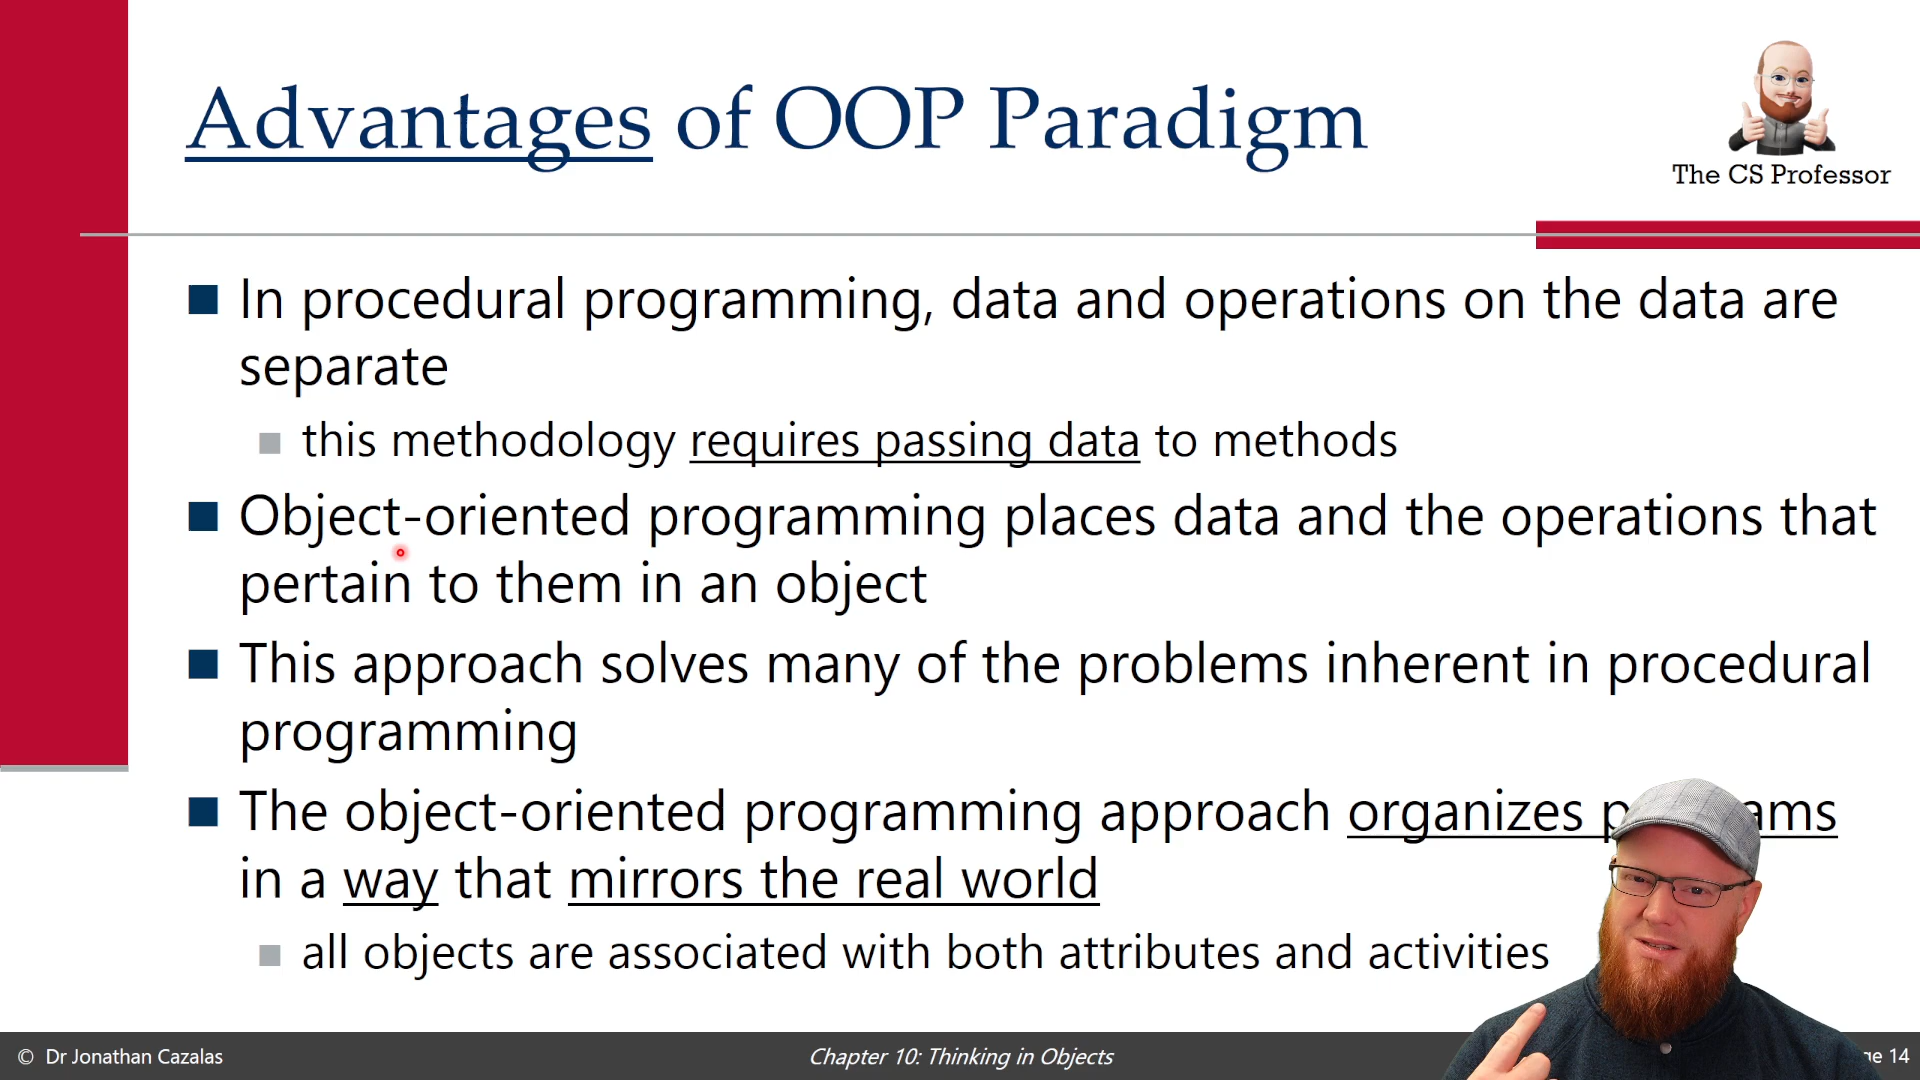 Advantages of OOP Paradigm
The CS Professor
In procedural programming, data and operations on the data are
separate
this methodology requires passing data to methods
Object-oriented programming places data and the operations that
pertain to them in an object
This approach solves many of the problems inherent in procedural
programming
The object-oriented programming approach organizes
in a way that mirrors the real world
all objects are associated with both attributes and activities
© Dr Jonathan Cazalas
Chapter 10: Thinking in Objects
14